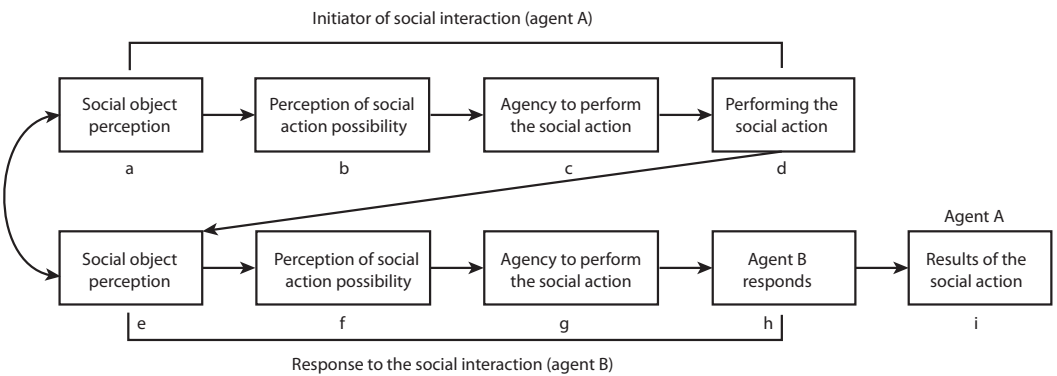 Initiator of social interaction (agent A)
Social object
perception
Perception of social
action possibility
Agency to perform
the social action
Performing the
social action
a
b
c
d
Agent A
Social object
perception
Perception of social
action possibility
Agency to perform
the social action
Agent B
responds
Results of the
social action
e
f
g
h
i
Response to the social interaction (agent B)